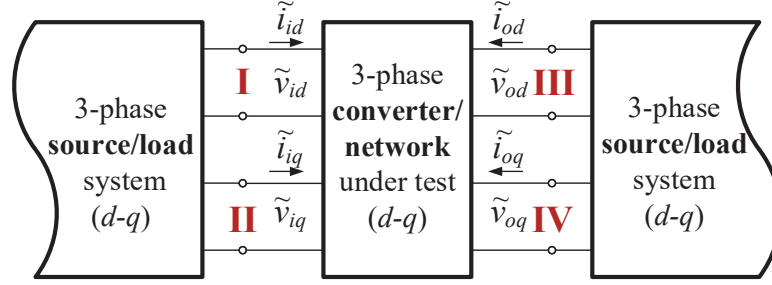 ĩ_id
ĩ_od
I
ṽ_id
ṽ_od
III
3-phase
source/load
system
(d-q)
3-phase
converter/
network
under test
(d-q)
3-phase
source/load
system
(d-q)
ĩ_iq
ĩ_oq
II
ṽ_iq
ṽ_oq
IV